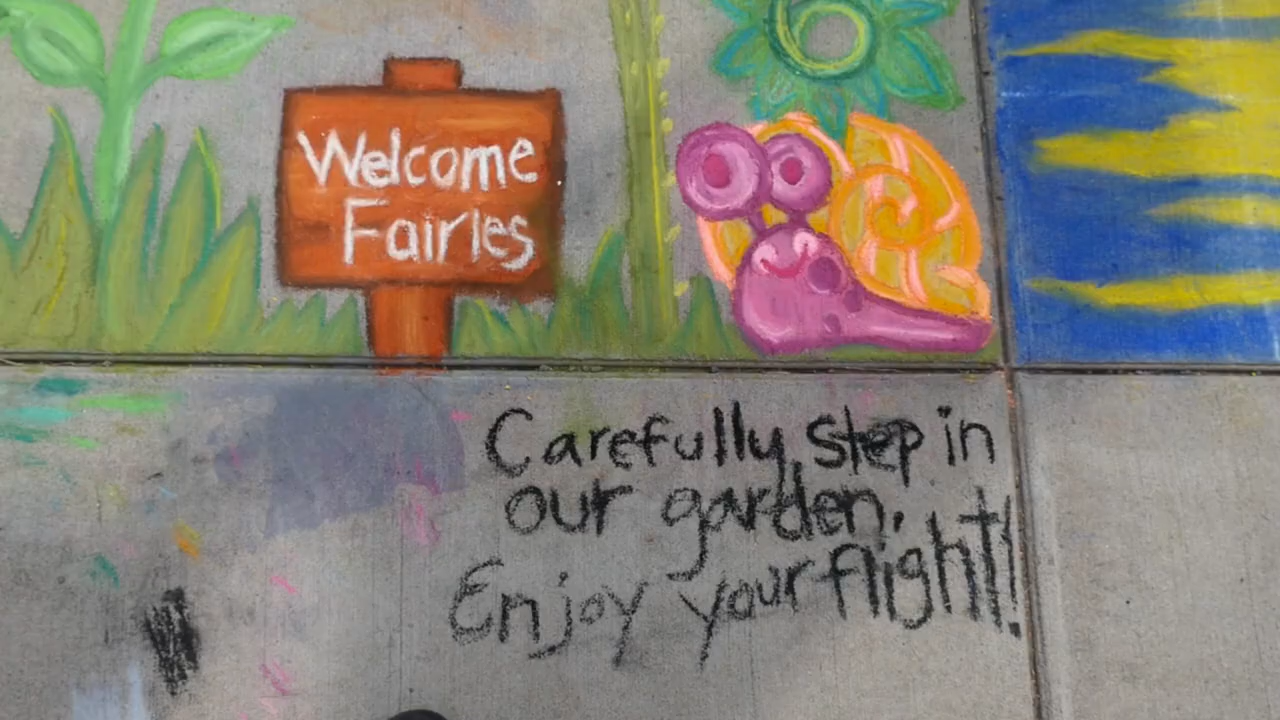 Welcome
Fairies
Carefully, step in
our garden.
Enjoy your flight!